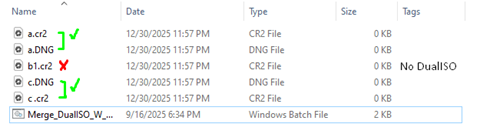 Name Date Type Size Tags
a.cr2 12/30/2025 11:57 PM CR2 File 0 KB
a.DNG 12/30/2025 11:57 PM DNG File 0 KB
b1.cr2 12/30/2025 11:57 PM CR2 File 0 KB No DualISO
c.DNG 12/30/2025 11:57 PM DNG File 0 KB
c .cr2 12/30/2025 11:57 PM CR2 File 0 KB
Merge_DualISO_W_... 9/16/2025 6:34 PM Windows Batch File 2 KB